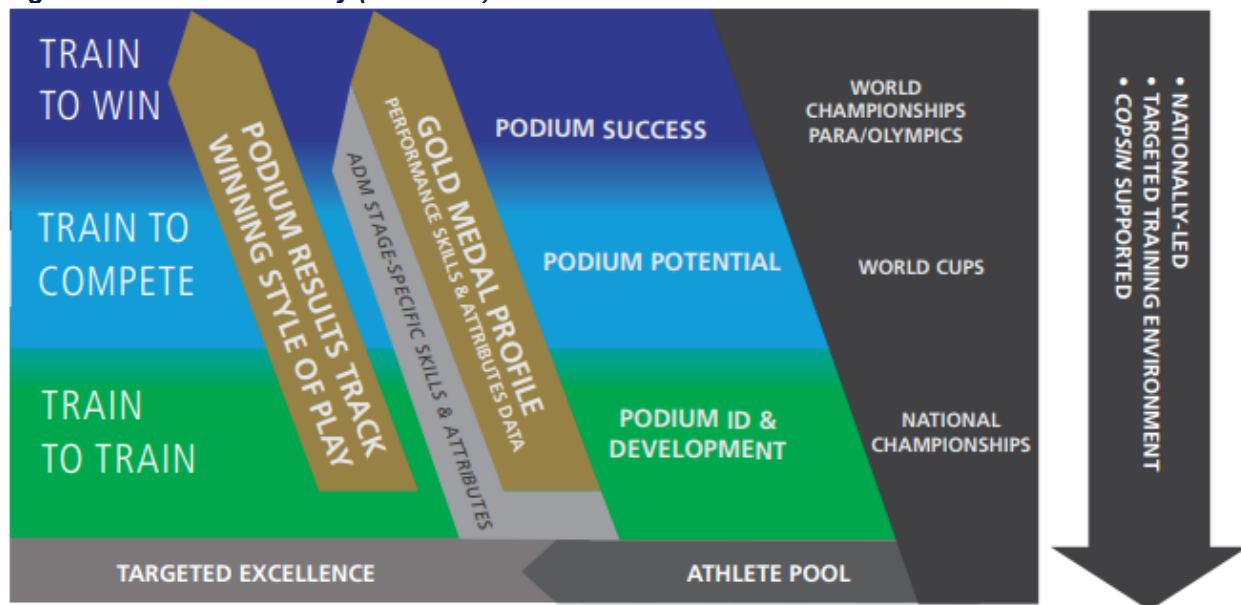 TRAIN
TO WIN
TRAIN TO
COMPETE
TRAIN
TO TRAIN
PODIUM RESULTS TRACK
WINNING STYLE OF PLAY
ADM STAGE-SPECIFIC SKILLS & ATTRIBUTES
GOLD MEDAL PROFILE
PERFORMANCE SKILLS & ATTRIBUTES DATA
PODIUM SUCCESS
PODIUM POTENTIAL
PODIUM ID &
DEVELOPMENT
WORLD
CHAMPIONSHIPS
PARA/OLYMPICS
WORLD CUPS
NATIONAL
CHAMPIONSHIPS
• NATIONALLY-LED
• TARGETED TRAINING ENVIRONMENT
• COPSIN SUPPORTED
TARGETED EXCELLENCE
ATHLETE POOL